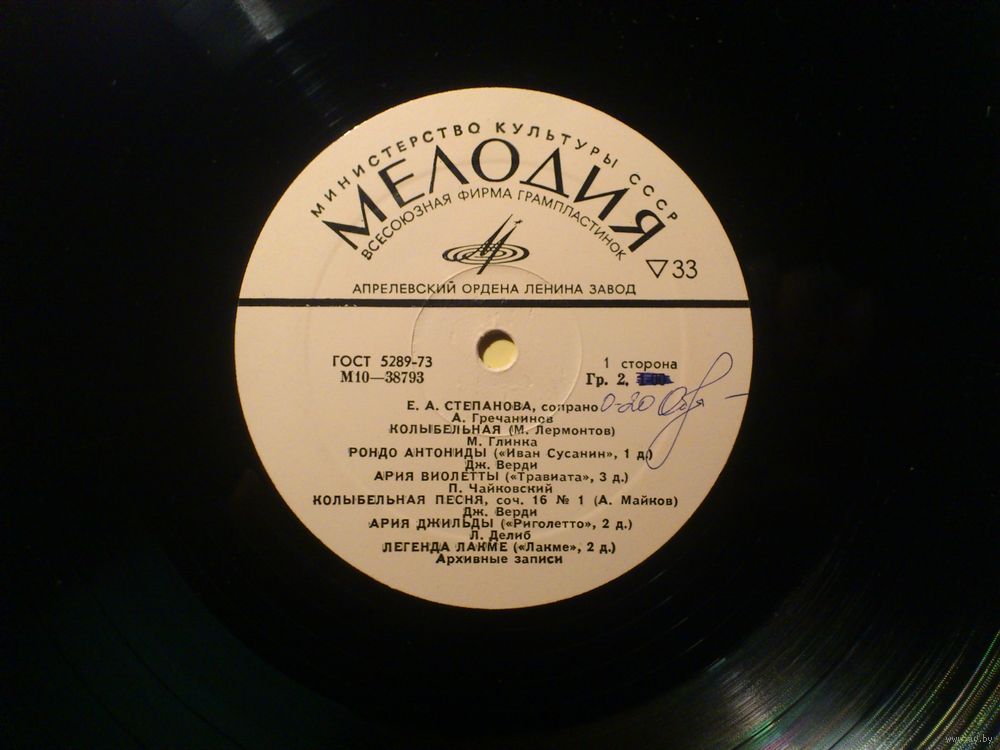 МИНИСТЕРСТВО КУЛЬТУРЫ СССР
МЕЛОДИЯ
ВСЕСОЮЗНАЯ ФИРМА ГРАМПЛАСТИНОК
▽33
АПРЕЛЕВСКИЙ ОРДЕНА ЛЕНИНА ЗАВОД
ГОСТ 5289-73
М10—38793
1 сторона
Гр. 2,
0-20
Е. А. СТЕПАНОВА, сопрано
А. Гречанинов
КОЛЫБЕЛЬНАЯ (М. Лермонтов)
М. Глинка
РОНДО АНТОНИДЫ («Иван Сусанин», 1 д.)
Дж. Верди
АРИЯ ВИОЛЕТТЫ («Травиата», 3 д.)
П. Чайковский
КОЛЫБЕЛЬНАЯ ПЕСНЯ, соч. 16 № 1 (А. Майков)
Дж. Верди
АРИЯ ДЖИЛЬДЫ («Риголетто», 2 д.)
Л. Делиб
ЛЕГЕНДА ЛАКМЕ («Лакме», 2 д.)
Архивные записи